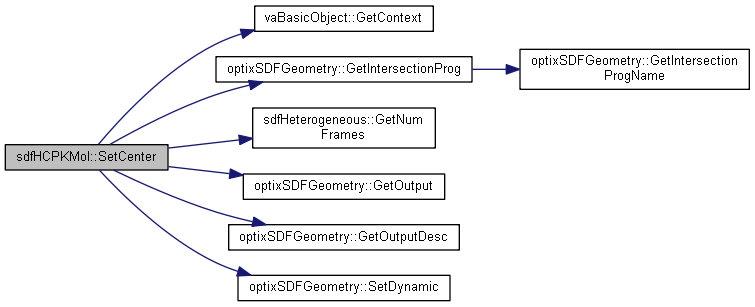 vaBasicObject::GetContext
optixSDFGeometry::GetIntersectionProg
optixSDFGeometry::GetIntersection
ProgName
sdfHeterogeneous::GetNum
Frames
sdfHCPKMol::SetCenter
optixSDFGeometry::GetOutput
optixSDFGeometry::GetOutputDesc
optixSDFGeometry::SetDynamic